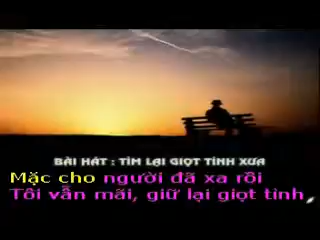 BÀI HÁT : TÌM LẠI GIỌT TÌNH XƯA
Mặc cho người đã xa rồi
Tôi vẫn mãi, giữ lại giọt tình